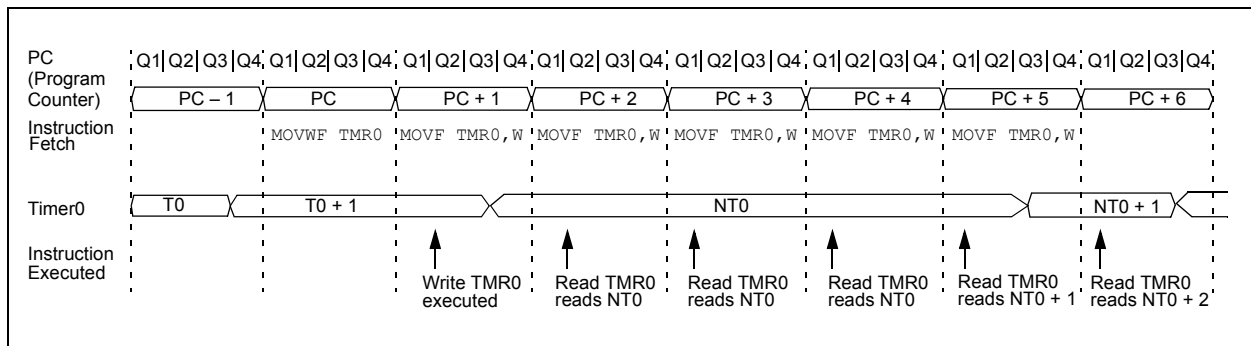 PC
(Program
Counter)
Q1 Q2 Q3 Q4 Q1 Q2 Q3 Q4 Q1 Q2 Q3 Q4 Q1 Q2 Q3 Q4 Q1 Q2 Q3 Q4 Q1 Q2 Q3 Q4 Q1 Q2 Q3 Q4 Q1 Q2 Q3 Q4
PC – 1 PC PC + 1 PC + 2 PC + 3 PC + 4 PC + 5 PC + 6
Instruction
Fetch
MOVWF TMR0 MOVF TMR0,W MOVF TMR0,W MOVF TMR0,W MOVF TMR0,W MOVF TMR0,W
Timer0
T0 T0 + 1 NT0 NT0 + 1
Instruction
Executed
Write TMR0
executed
Read TMR0
reads NT0
Read TMR0
reads NT0
Read TMR0
reads NT0
Read TMR0
reads NT0 + 1
Read TMR0
reads NT0 + 2